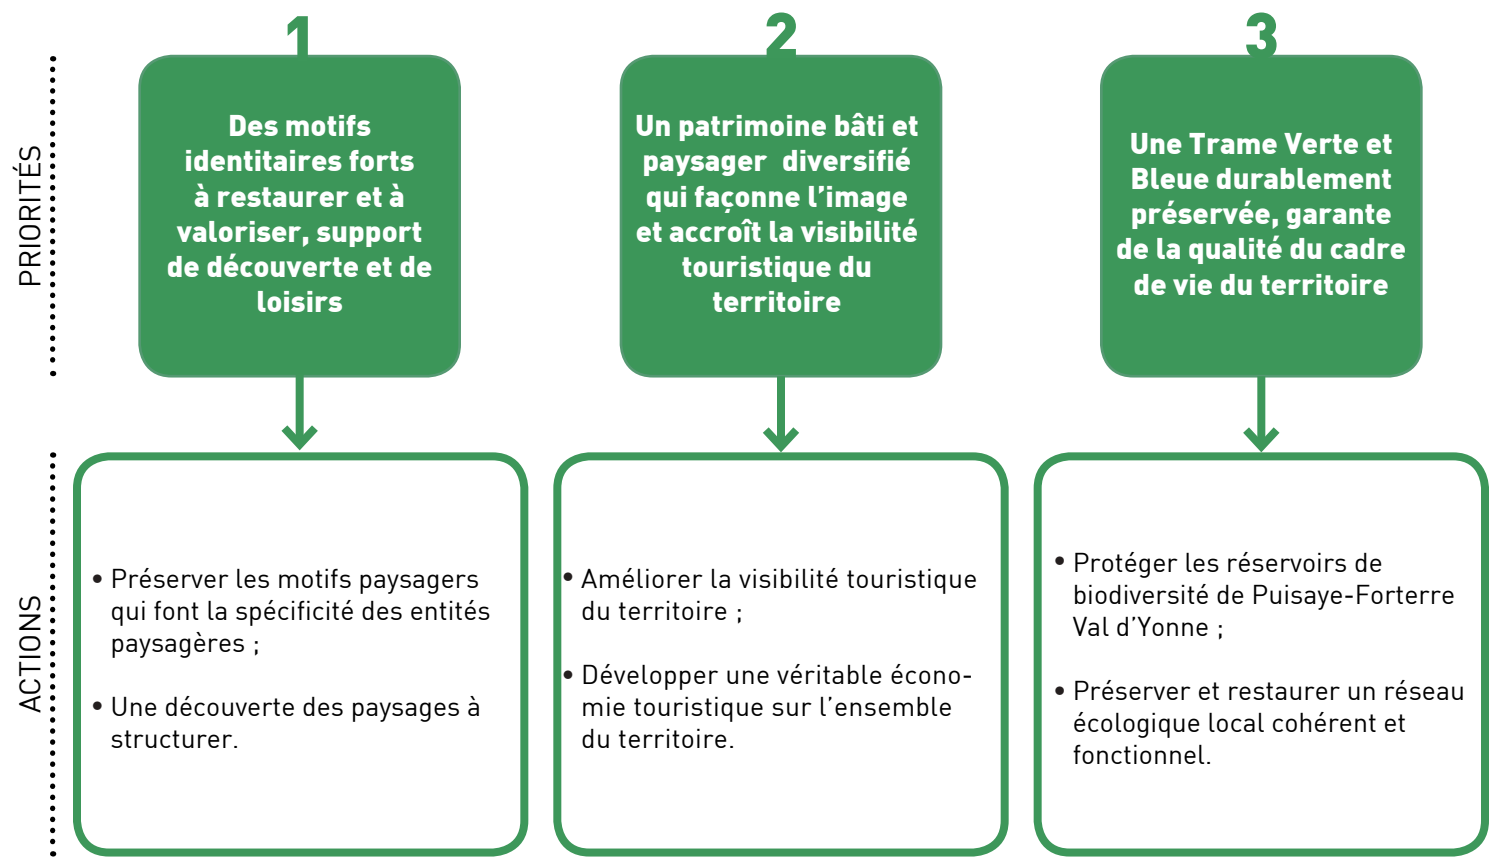 PRIORITÉS
1
Des motifs
identitaires forts
à restaurer et à
valoriser, support
de découverte et de
loisirs
2
Un patrimoine bâti et
paysager diversifié
qui façonne l'image
et accroît la visibilité
touristique du
territoire
3
Une Trame Verte et
Bleue durablement
préservée, garante
de la qualité du cadre
de vie du territoire
ACTIONS
• Préserver les motifs paysagers
qui font la spécificité des entités
paysagères ;
• Une découverte des paysages à
structurer.
• Améliorer la visibilité touristique
du territoire ;
• Développer une véritable écono-
mie touristique sur l'ensemble
du territoire.
• Protéger les réservoirs de
biodiversité de Puisaye-Forterre
Val d'Yonne ;
• Préserver et restaurer un réseau
écologique local cohérent et
fonctionnel.